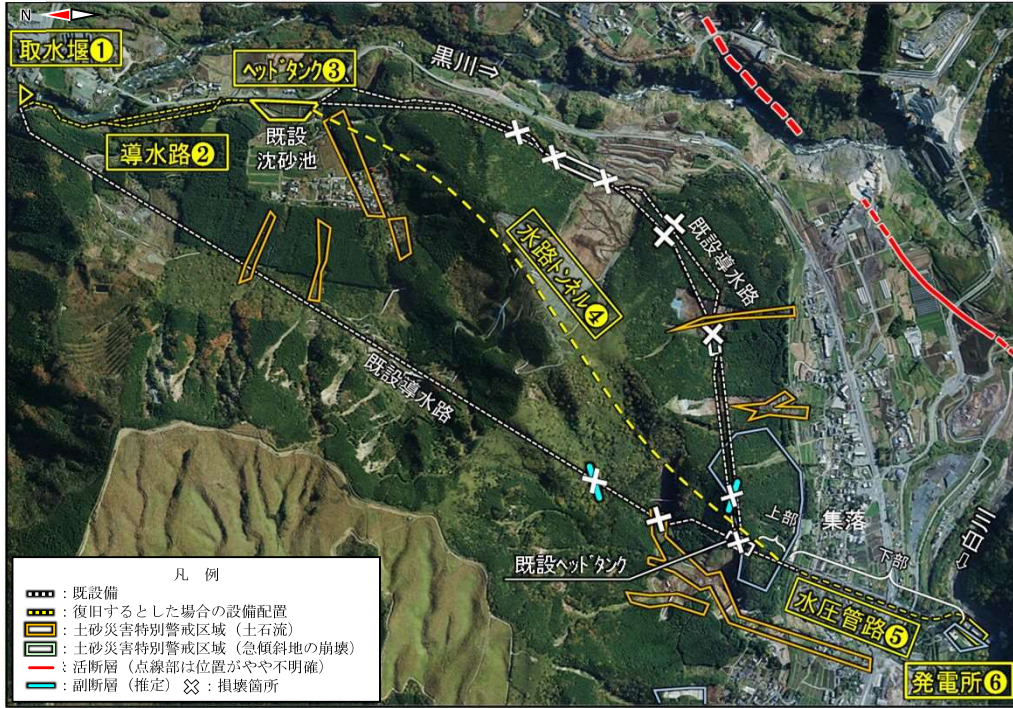 N
取水堰❶
ヘッドタンク❸
黒川⇒
導水路❷
既設
沈砂池
水路トンネル❹
既設導水路
既設導水路
上部
集落
下部
⇒白川
既設ヘッドタンク
水圧管路❺
発電所❻
凡 例
：既設備
：復旧するとした場合の設備配置
：土砂災害特別警戒区域（土石流）
：土砂災害特別警戒区域（急傾斜地の崩壊）
：活断層（点線部は位置がやや不明確）
：副断層（推定） ：損壊箇所